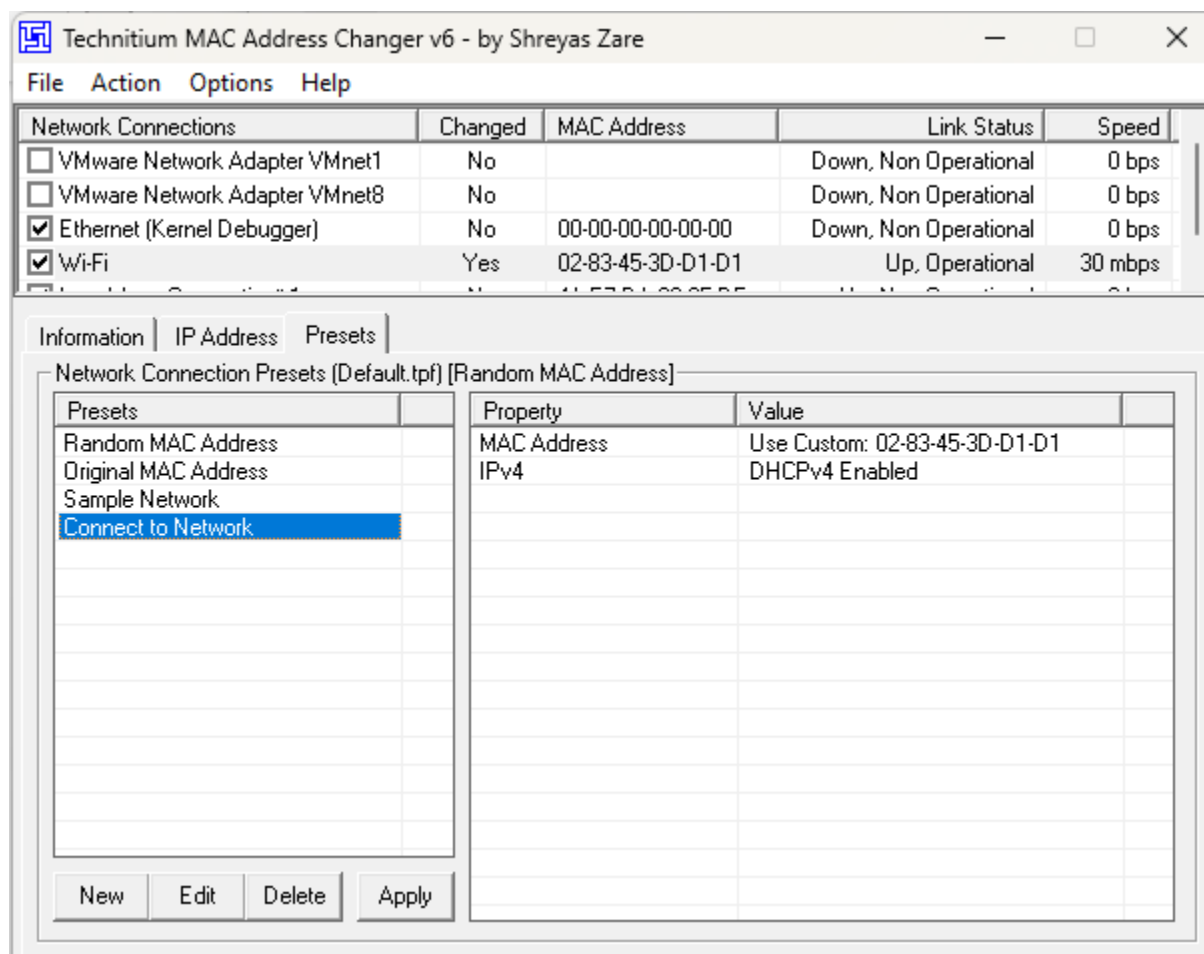 Technitium MAC Address Changer v6 - by Shreyas Zare
File Action Options Help
Network Connections Changed MAC Address Link Status Speed
VMware Network Adapter VMnet1 No Down, Non Operational 0 bps
VMware Network Adapter VMnet8 No Down, Non Operational 0 bps
Ethernet (Kernel Debugger) No 00-00-00-00-00-00 Down, Non Operational 0 bps
Wi-Fi Yes 02-83-45-3D-D1-D1 Up, Operational 30 mbps
Information IP Address Presets
Network Connection Presets (Default.tpf) [Random MAC Address]
Presets Property Value
Random MAC Address MAC Address Use Custom: 02-83-45-3D-D1-D1
Original MAC Address IPv4 DHCPv4 Enabled
Sample Network
Connect to Network
New Edit Delete Apply